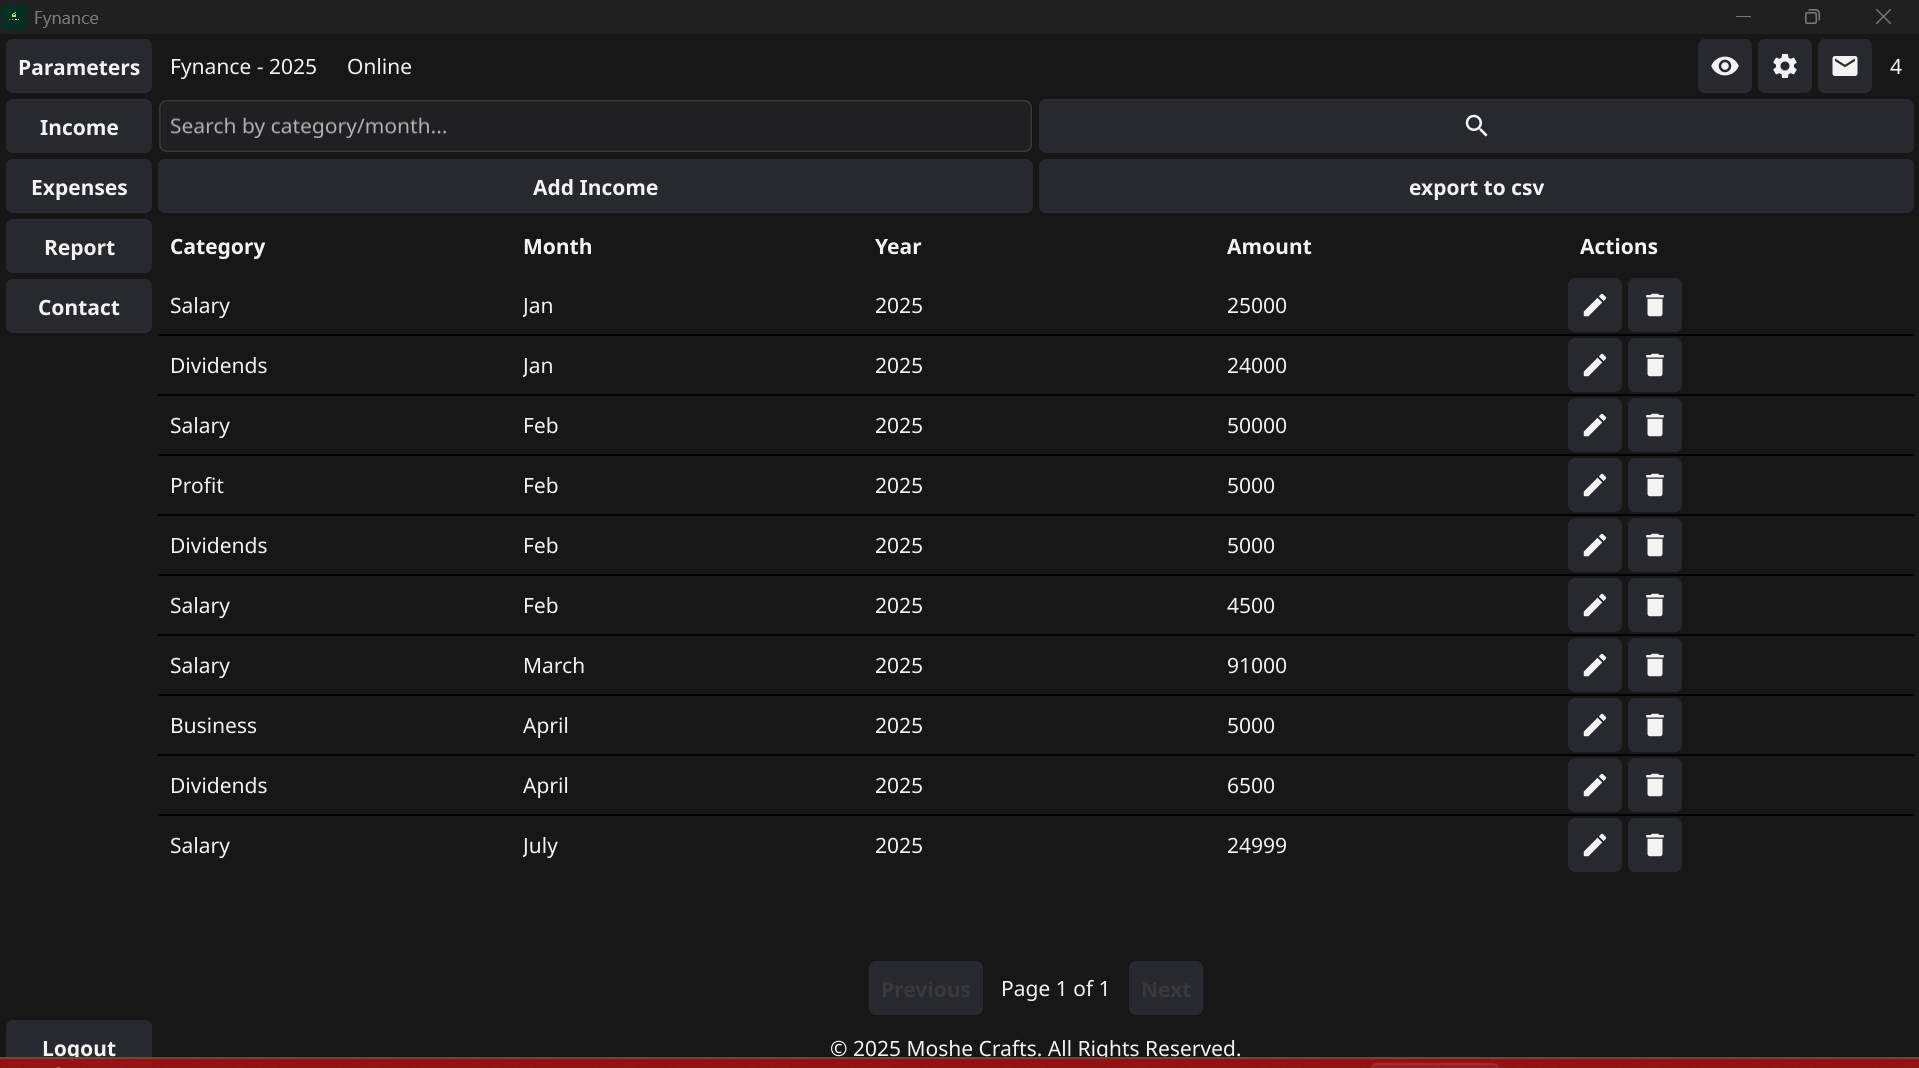 Fynance
Parameters
Fynance - 2025
Online
4
Income
Search by category/month...
Expenses
Add Income
export to csv
Report
Category Month Year Amount Actions
Contact
Salary Jan 2025 25000
Dividends Jan 2025 24000
Salary Feb 2025 50000
Profit Feb 2025 5000
Dividends Feb 2025 5000
Salary Feb 2025 4500
Salary March 2025 91000
Business April 2025 5000
Dividends April 2025 6500
Salary July 2025 24999
Previous Page 1 of 1 Next
Logout
© 2025 Moshe Crafts. All Rights Reserved.